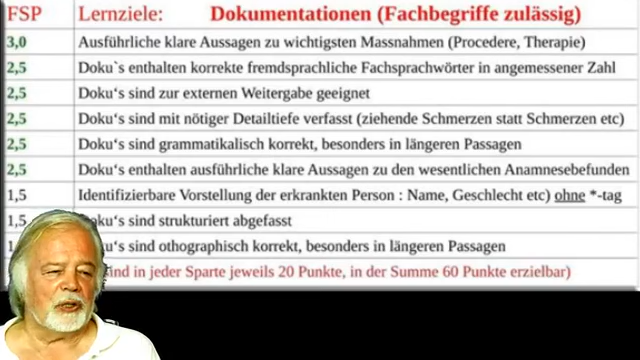 FSP Lernziele: Dokumentationen (Fachbegriffe zulässig)
3,0 Ausführliche klare Aussagen zu wichtigsten Massnahmen (Procedere, Therapie)
2,5 Doku`s enthalten korrekte fremdsprachliche Fachsprachwörter in angemessener Zahl
2,5 Doku's sind zur externen Weitergabe geeignet
2,5 Doku's sind mit nötiger Detailtiefe verfasst (ziehende Schmerzen statt Schmerzen etc)
2,5 Doku's sind grammatikalisch korrekt, besonders in längeren Passagen
2,5 Doku's enthalten ausführliche klare Aussagen zu den wesentlichen Anamnesebefunden
1,5 Identifizierbare Vorstellung der erkrankten Person : Name, Geschlecht etc) ohne *-tag
1,5 Doku's sind strukturiert abgefasst
Doku's sind othographisch korrekt, besonders in längeren Passagen
in jeder Sparte jeweils 20 Punkte, in der Summe 60 Punkte erzielbar)